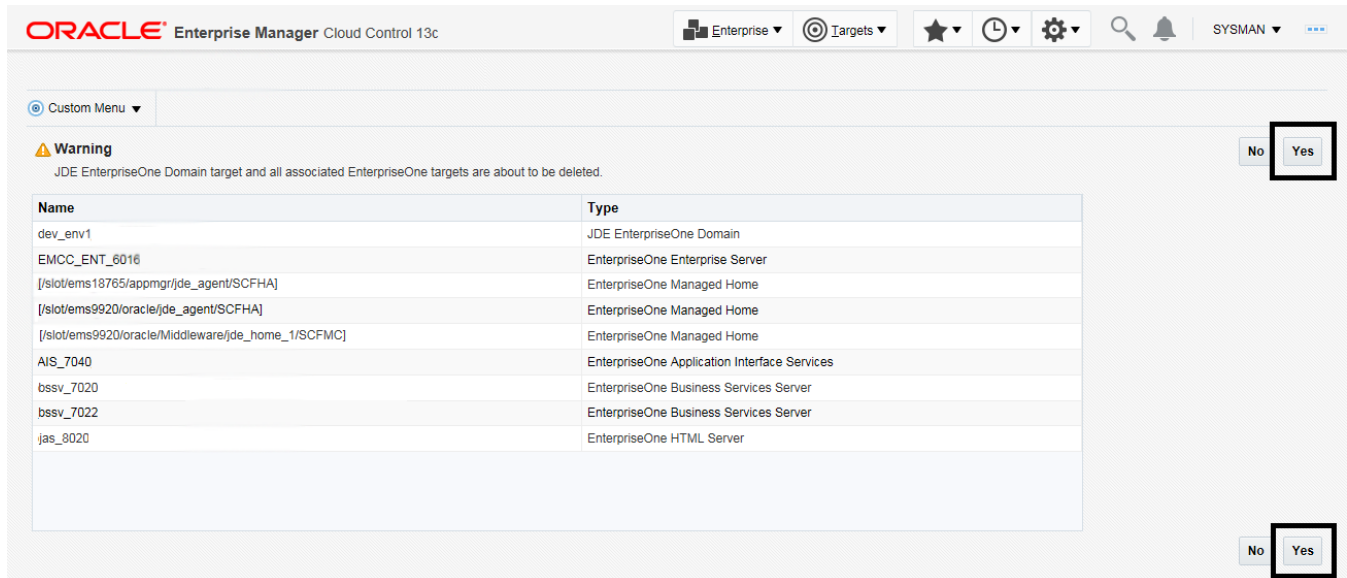 ORACLE Enterprise Manager Cloud Control 13c Enterprise Targets SYSMAN
Custom Menu
Warning No Yes
JDE EnterpriseOne Domain target and all associated EnterpriseOne targets are about to be deleted.
Name Type
dev_env1 JDE EnterpriseOne Domain
EMCC_ENT_6016 EnterpriseOne Enterprise Server
[/slot/ems18765/appmgr/jde_agent/SCFHA] EnterpriseOne Managed Home
[/slot/ems9920/oracle/jde_agent/SCFHA] EnterpriseOne Managed Home
[/slot/ems9920/oracle/Middleware/jde_home_1/SCFMC] EnterpriseOne Managed Home
AIS_7040 EnterpriseOne Application Interface Services
bssv_7020 EnterpriseOne Business Services Server
bssv_7022 EnterpriseOne Business Services Server
jas_8020 EnterpriseOne HTML Server
No Yes